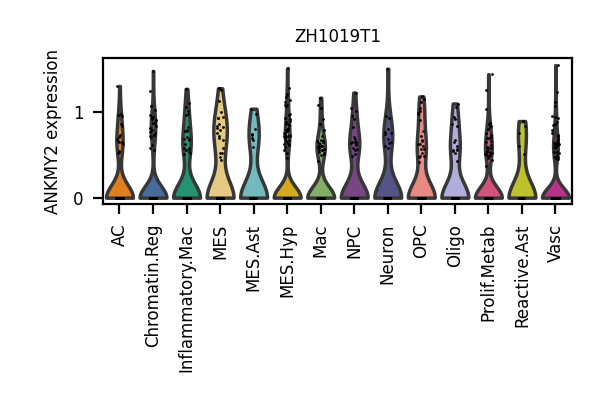 ZH1019T1
ANKMY2 expression
1
0
AC
Chromatin.Reg
Inflammatory.Mac
MES
MES.Ast
MES.Hyp
Mac
NPC
Neuron
OPC
Oligo
Prolif.Metab
Reactive.Ast
Vasc